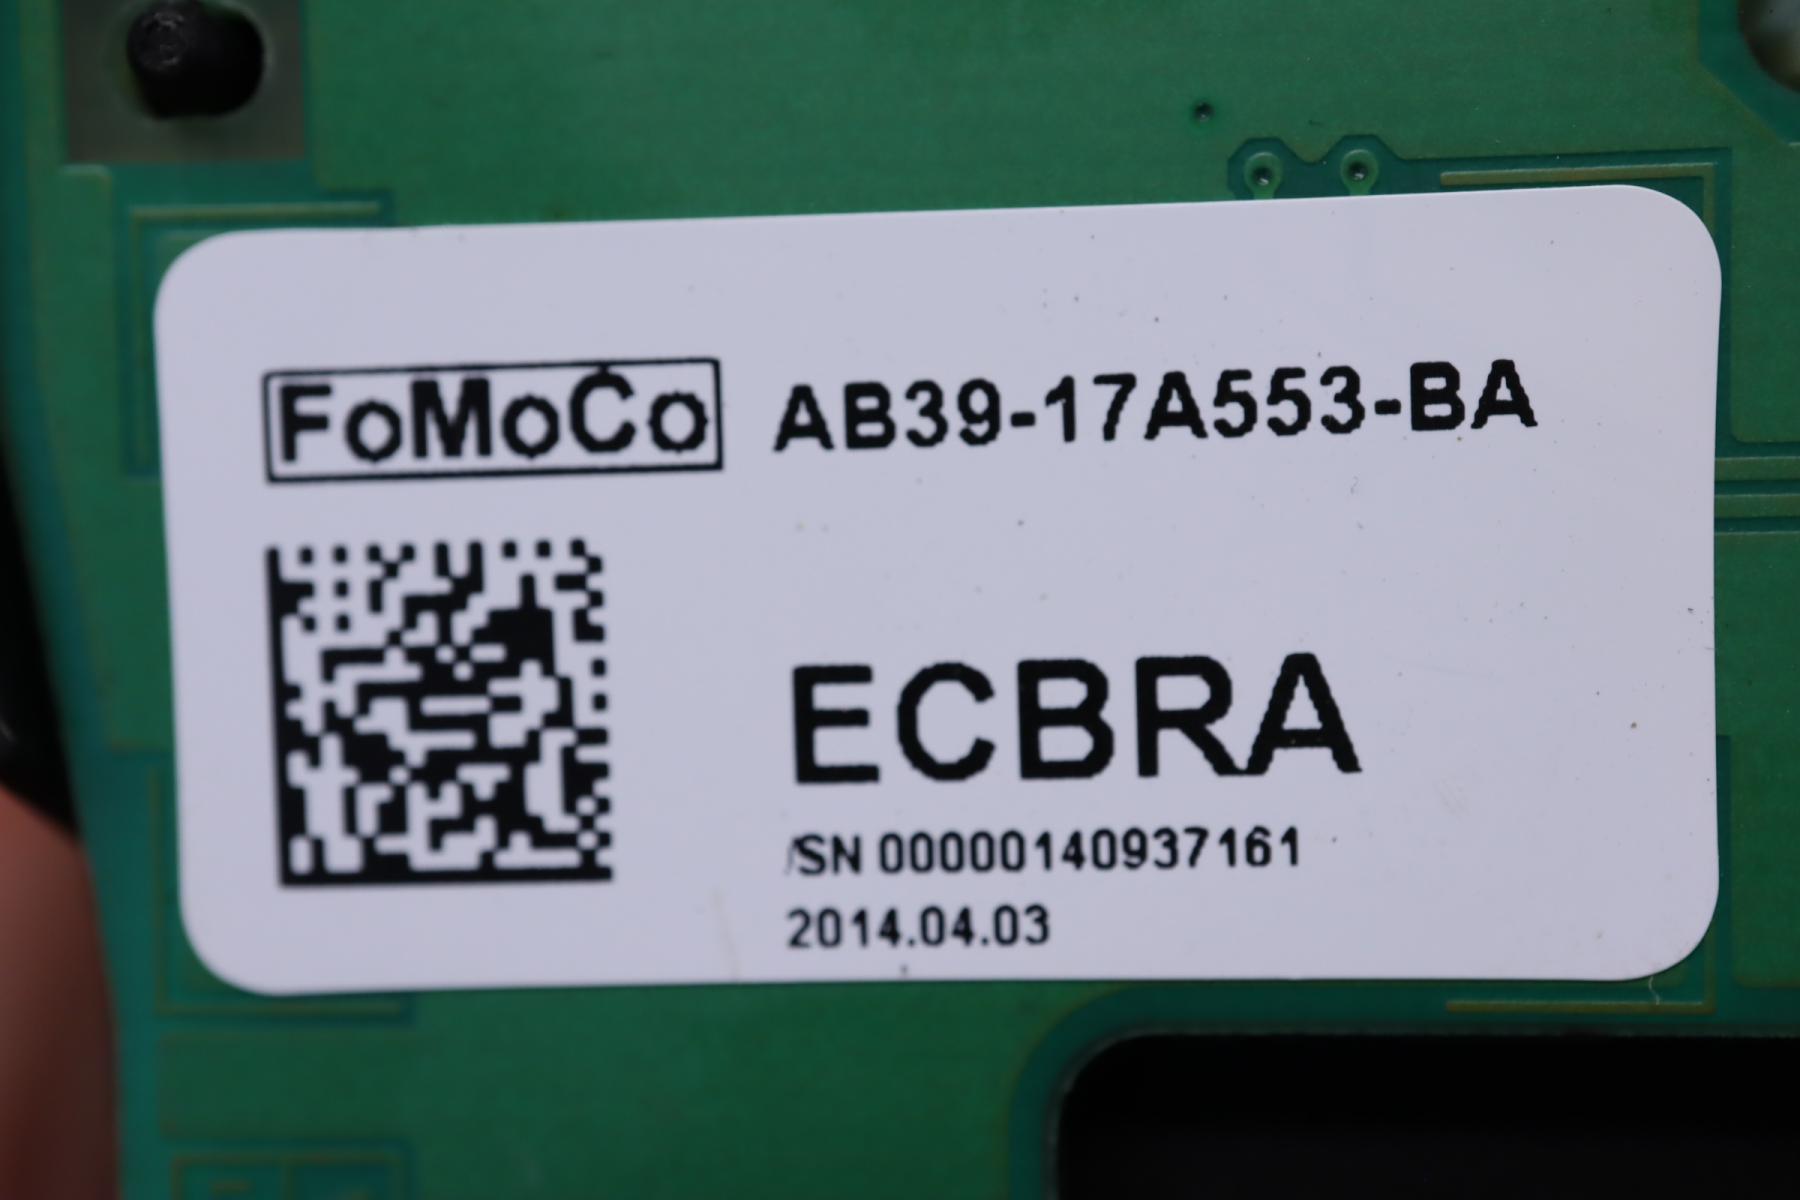 FoMoCo AB39-17A553-BA
ECBRA
/SN 00000140937161
2014.04.03